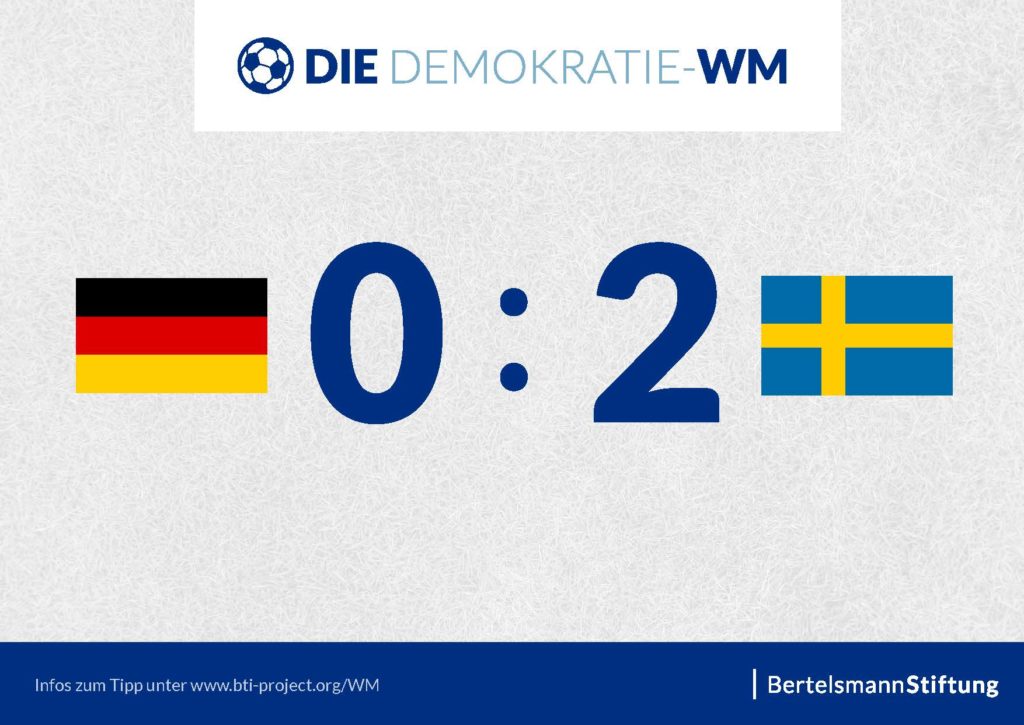 DIE DEMOKRATIE-WM
0 : 2
Infos zum Tipp unter www.bti-project.org/WM
BertelsmannStiftung